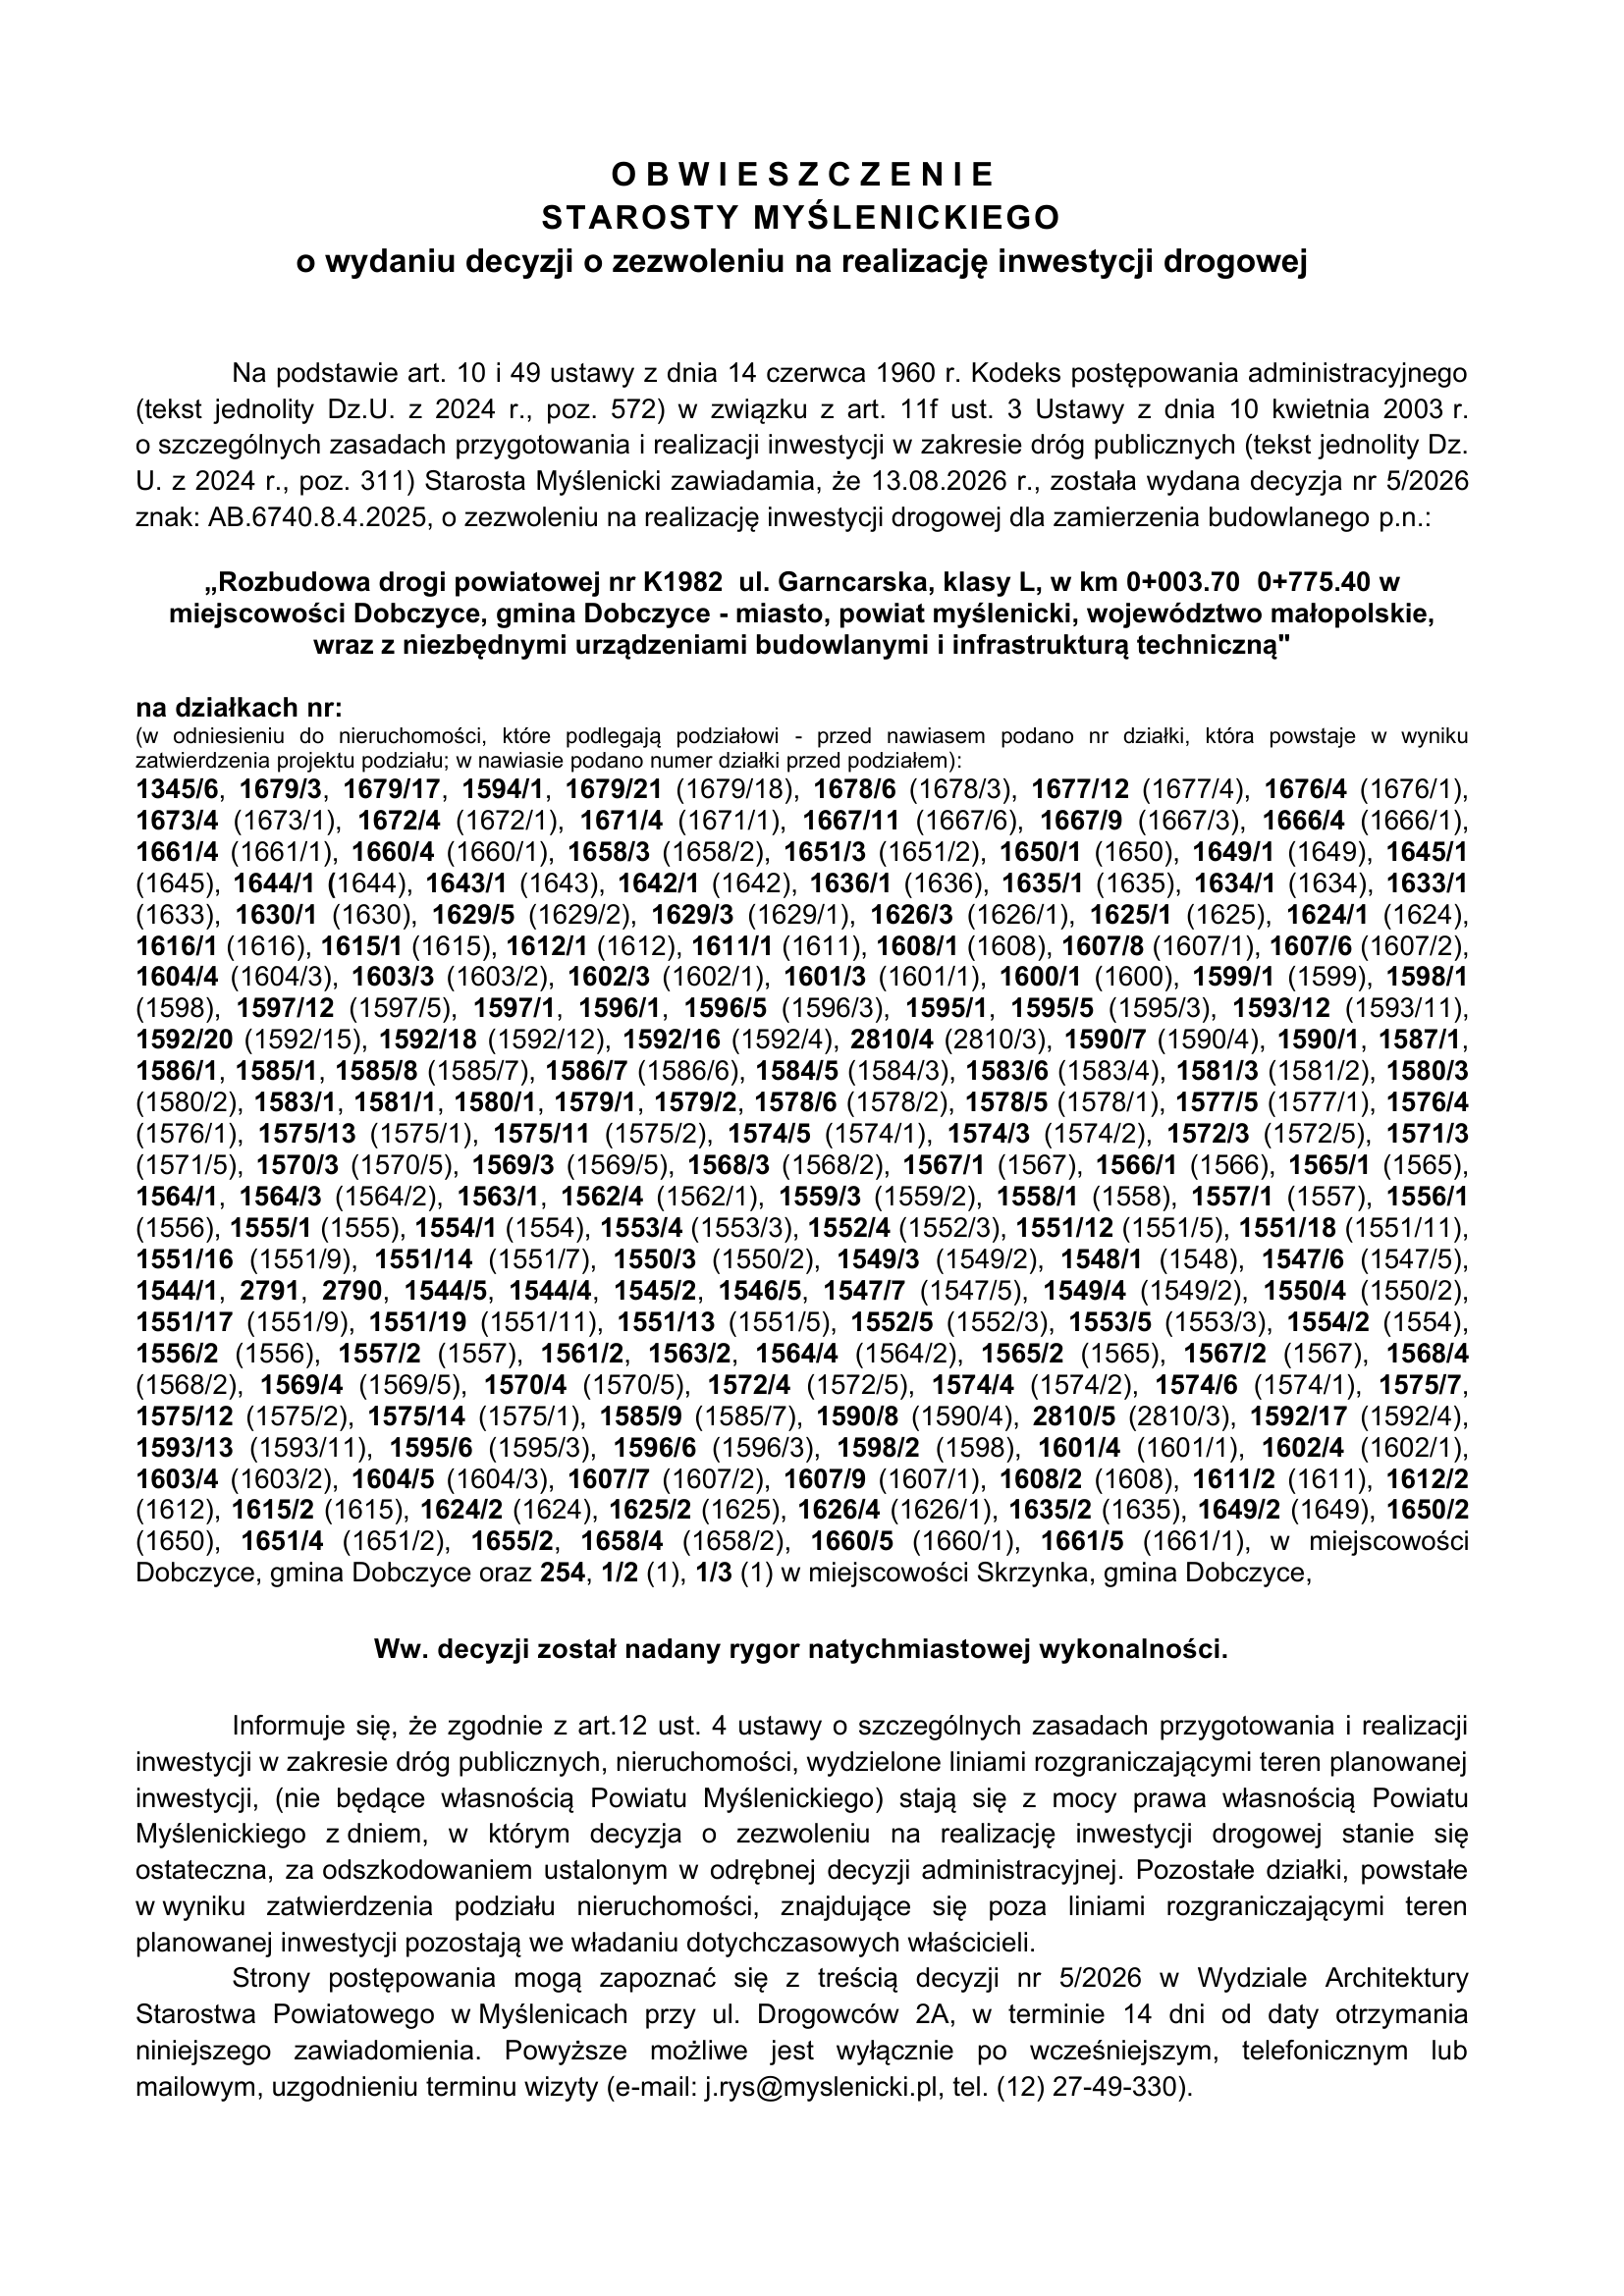 OBWIESZCZENIE
STAROSTY MYŚLENICKIEGO
o wydaniu decyzji o zezwoleniu na realizację inwestycji drogowej
Na podstawie art. 10 i 49 ustawy z dnia 14 czerwca 1960 r. Kodeks postępowania administracyjnego
(tekst jednolity Dz.U. z 2024 r., poz. 572) w związku z art. 11f ust. 3 Ustawy z dnia 10 kwietnia 2003 r.
o szczególnych zasadach przygotowania i realizacji inwestycji w zakresie dróg publicznych (tekst jednolity Dz.
U. z 2024 r., poz. 311) Starosta Myślenicki zawiadamia, że 13.08.2026 r., została wydana decyzja nr 5/2026
znak: AB.6740.8.4.2025, o zezwoleniu na realizację inwestycji drogowej dla zamierzenia budowlanego p.n.:
„Rozbudowa drogi powiatowej nr K1982 ul. Garncarska, klasy L, w km 0+003.70 0+775.40 w
miejscowości Dobczyce, gmina Dobczyce - miasto, powiat myślenicki, województwo małopolskie,
wraz z niezbędnymi urządzeniami budowlanymi i infrastrukturą techniczną"
na działkach nr:
(w odniesieniu do nieruchomości, które podlegają podziałowi - przed nawiasem podano nr działki, która powstaje w wyniku
zatwierdzenia projektu podziału; w nawiasie podano numer działki przed podziałem):
1345/6, 1679/3, 1679/17, 1594/1, 1679/21 (1679/18), 1678/6 (1678/3), 1677/12 (1677/4), 1676/4 (1676/1),
1673/4 (1673/1), 1672/4 (1672/1), 1671/4 (1671/1), 1667/11 (1667/6), 1667/9 (1667/3), 1666/4 (1666/1),
1661/4 (1661/1), 1660/4 (1660/1), 1658/3 (1658/2), 1651/3 (1651/2), 1650/1 (1650), 1649/1 (1649), 1645/1
(1645), 1644/1 (1644), 1643/1 (1643), 1642/1 (1642), 1636/1 (1636), 1635/1 (1635), 1634/1 (1634), 1633/1
(1633), 1630/1 (1630), 1629/5 (1629/2), 1629/3 (1629/1), 1626/3 (1626/1), 1625/1 (1625), 1624/1 (1624),
1616/1 (1616), 1615/1 (1615), 1612/1 (1612), 1611/1 (1611), 1608/1 (1608), 1607/8 (1607/1), 1607/6 (1607/2),
1604/4 (1604/3), 1603/3 (1603/2), 1602/3 (1602/1), 1601/3 (1601/1), 1600/1 (1600), 1599/1 (1599), 1598/1
(1598), 1597/12 (1597/5), 1597/1, 1596/1, 1596/5 (1596/3), 1595/1, 1595/5 (1595/3), 1593/12 (1593/11),
1592/20 (1592/15), 1592/18 (1592/12), 1592/16 (1592/4), 2810/4 (2810/3), 1590/7 (1590/4), 1590/1, 1587/1,
1586/1, 1585/1, 1585/8 (1585/7), 1586/7 (1586/6), 1584/5 (1584/3), 1583/6 (1583/4), 1581/3 (1581/2), 1580/3
(1580/2), 1583/1, 1581/1, 1580/1, 1579/1, 1579/2, 1578/6 (1578/2), 1578/5 (1578/1), 1577/5 (1577/1), 1576/4
(1576/1), 1575/13 (1575/1), 1575/11 (1575/2), 1574/5 (1574/1), 1574/3 (1574/2), 1572/3 (1572/5), 1571/3
(1571/5), 1570/3 (1570/5), 1569/3 (1569/5), 1568/3 (1568/2), 1567/1 (1567), 1566/1 (1566), 1565/1 (1565),
1564/1, 1564/3 (1564/2), 1563/1, 1562/4 (1562/1), 1559/3 (1559/2), 1558/1 (1558), 1557/1 (1557), 1556/1
(1556), 1555/1 (1555), 1554/1 (1554), 1553/4 (1553/3), 1552/4 (1552/3), 1551/12 (1551/5), 1551/18 (1551/11),
1551/16 (1551/9), 1551/14 (1551/7), 1550/3 (1550/2), 1549/3 (1549/2), 1548/1 (1548), 1547/6 (1547/5),
1544/1, 2791, 2790, 1544/5, 1544/4, 1545/2, 1546/5, 1547/7 (1547/5), 1549/4 (1549/2), 1550/4 (1550/2),
1551/17 (1551/9), 1551/19 (1551/11), 1551/13 (1551/5), 1552/5 (1552/3), 1553/5 (1553/3), 1554/2 (1554),
1556/2 (1556), 1557/2 (1557), 1561/2, 1563/2, 1564/4 (1564/2), 1565/2 (1565), 1567/2 (1567), 1568/4
(1568/2), 1569/4 (1569/5), 1570/4 (1570/5), 1572/4 (1572/5), 1574/4 (1574/2), 1574/6 (1574/1), 1575/7,
1575/12 (1575/2), 1575/14 (1575/1), 1585/9 (1585/7), 1590/8 (1590/4), 2810/5 (2810/3), 1592/17 (1592/4),
1593/13 (1593/11), 1595/6 (1595/3), 1596/6 (1596/3), 1598/2 (1598), 1601/4 (1601/1), 1602/4 (1602/1),
1603/4 (1603/2), 1604/5 (1604/3), 1607/7 (1607/2), 1607/9 (1607/1), 1608/2 (1608), 1611/2 (1611), 1612/2
(1612), 1615/2 (1615), 1624/2 (1624), 1625/2 (1625), 1626/4 (1626/1), 1635/2 (1635), 1649/2 (1649), 1650/2
(1650), 1651/4 (1651/2), 1655/2, 1658/4 (1658/2), 1660/5 (1660/1), 1661/5 (1661/1), w miejscowości
Dobczyce, gmina Dobczyce oraz 254, 1/2 (1), 1/3 (1) w miejscowości Skrzynka, gmina Dobczyce,
Ww. decyzji został nadany rygor natychmiastowej wykonalności.
Informuje się, że zgodnie z art.12 ust. 4 ustawy o szczególnych zasadach przygotowania i realizacji
inwestycji w zakresie dróg publicznych, nieruchomości, wydzielone liniami rozgraniczającymi teren planowanej
inwestycji, (nie będące własnością Powiatu Myślenickiego) stają się z mocy prawa własnością Powiatu
Myślenickiego z dniem, w którym decyzja o zezwoleniu na realizację inwestycji drogowej stanie się
ostateczna, za odszkodowaniem ustalonym w odrębnej decyzji administracyjnej. Pozostałe działki, powstałe
w wyniku zatwierdzenia podziału nieruchomości, znajdujące się poza liniami rozgraniczającymi teren
planowanej inwestycji pozostają we władaniu dotychczasowych właścicieli.
Strony postępowania mogą zapoznać się z treścią decyzji nr 5/2026 w Wydziale Architektury
Starostwa Powiatowego w Myślenicach przy ul. Drogowców 2A, w terminie 14 dni od daty otrzymania
niniejszego zawiadomienia. Powyższe możliwe jest wyłącznie po wcześniejszym, telefonicznym lub
mailowym, uzgodnieniu terminu wizyty (e-mail: j.rys@myslenicki.pl, tel. (12) 27-49-330).